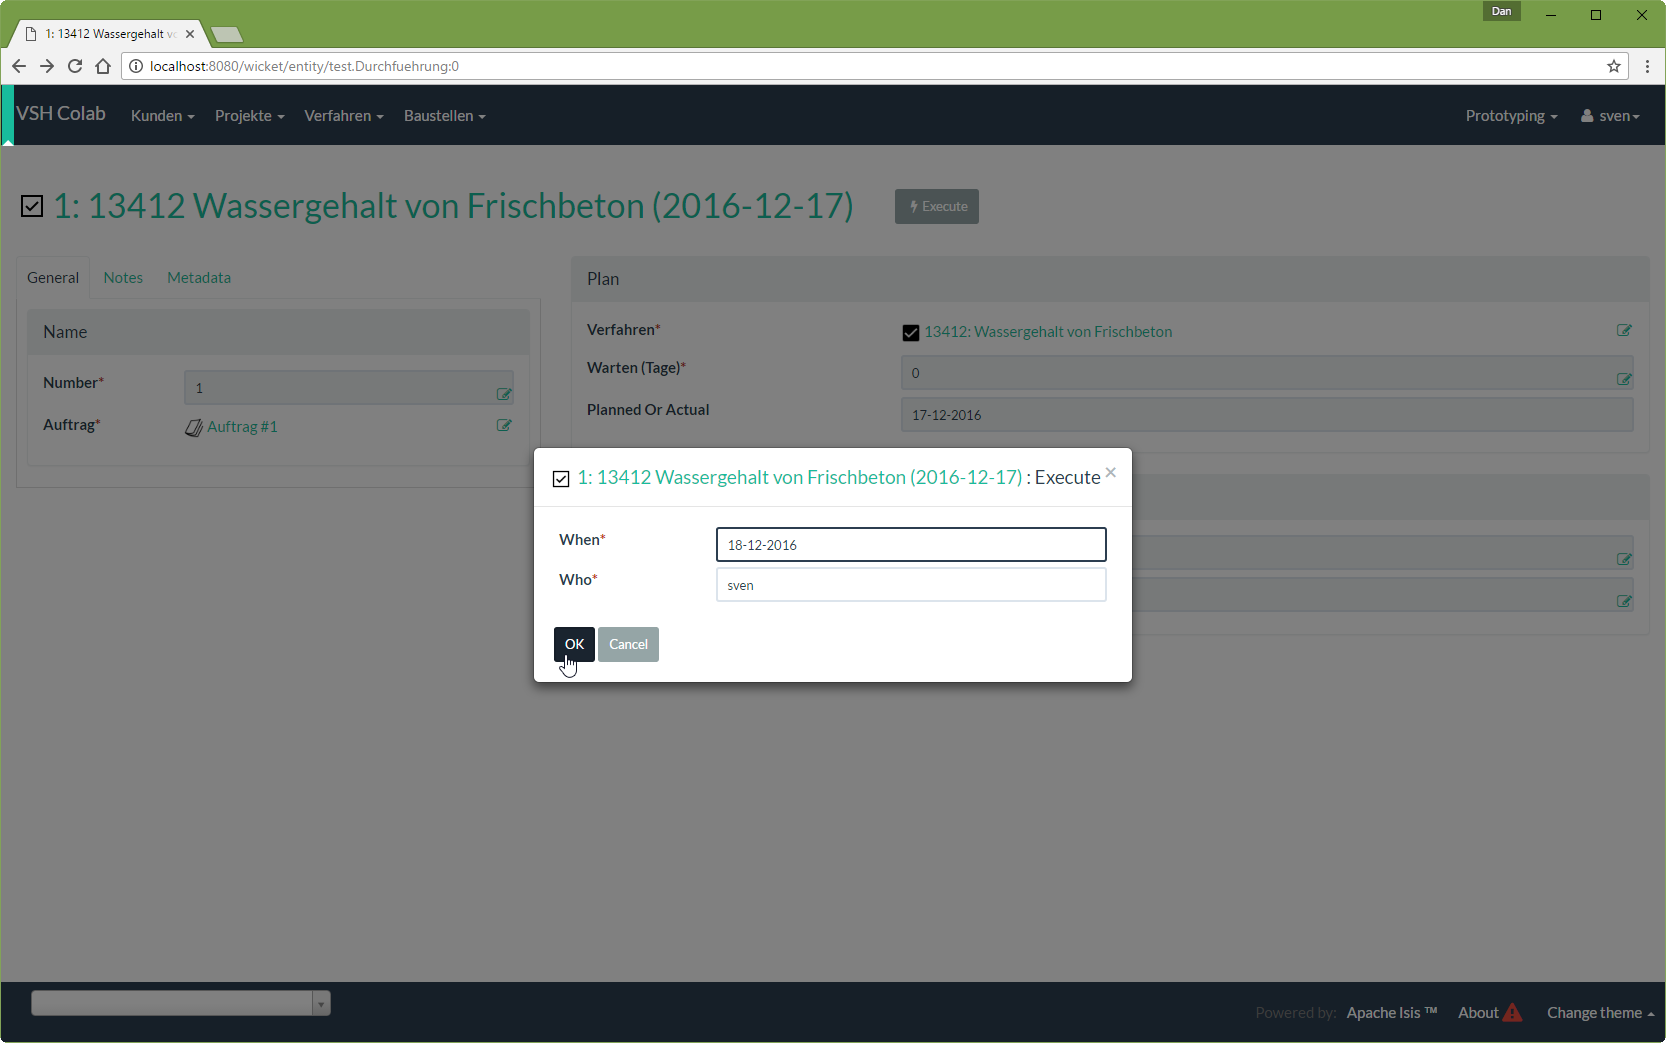 Dan
1: 13412 Wassergehalt v
localhost:8080/wicket/entity/test.Durchfuehrung:0
VSH Colab Kunden Projekte Verfahren Baustellen Prototyping sven
1: 13412 Wassergehalt von Frischbeton (2016-12-17) Execute
General Notes Metadata
Name
Number* 1
Auftrag* Auftrag #1
Plan
Verfahren* 13412: Wassergehalt von Frischbeton
Warten (Tage)* 0
Planned Or Actual 17-12-2016
1: 13412 Wassergehalt von Frischbeton (2016-12-17) : Execute
When* 18-12-2016
Who* sven
OK Cancel
Powered by: Apache Isis ™ About Change theme